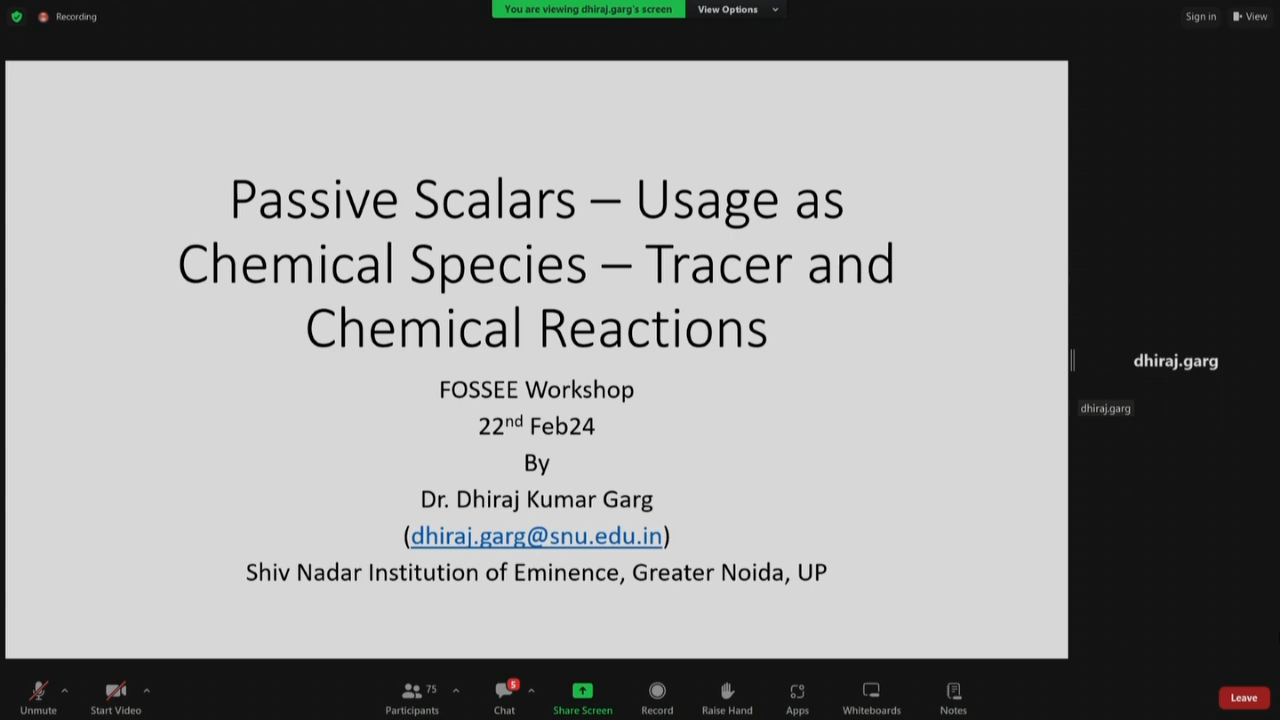 Recording
You are viewing dhiraj.garg's screen
View Options
Sign in
View
Passive Scalars – Usage as
Chemical Species – Tracer and
Chemical Reactions
FOSSEE Workshop
22nd Feb24
By
Dr. Dhiraj Kumar Garg
(dhiraj.garg@snu.edu.in)
Shiv Nadar Institution of Eminence, Greater Noida, UP
dhiraj.garg
dhiraj.garg
Unmute
Start Video
Participants
75
Chat
5
Share Screen
Record
Raise Hand
Apps
Whiteboards
Notes
Leave